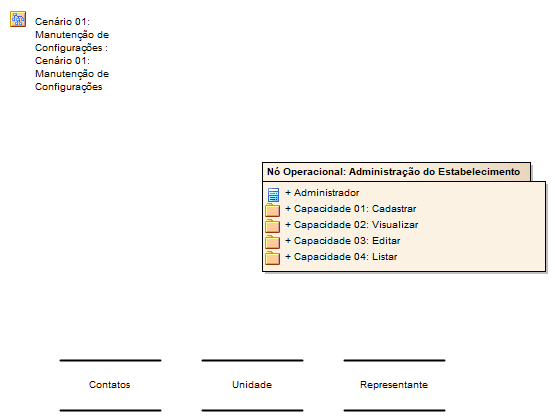 Cenário 01:
Manutenção de
Configurações :
Cenário 01:
Manutenção de
Configurações
Nó Operacional: Administração do Estabelecimento
+ Administrador
+ Capacidade 01: Cadastrar
+ Capacidade 02: Visualizar
+ Capacidade 03: Editar
+ Capacidade 04: Listar
Contatos
Unidade
Representante